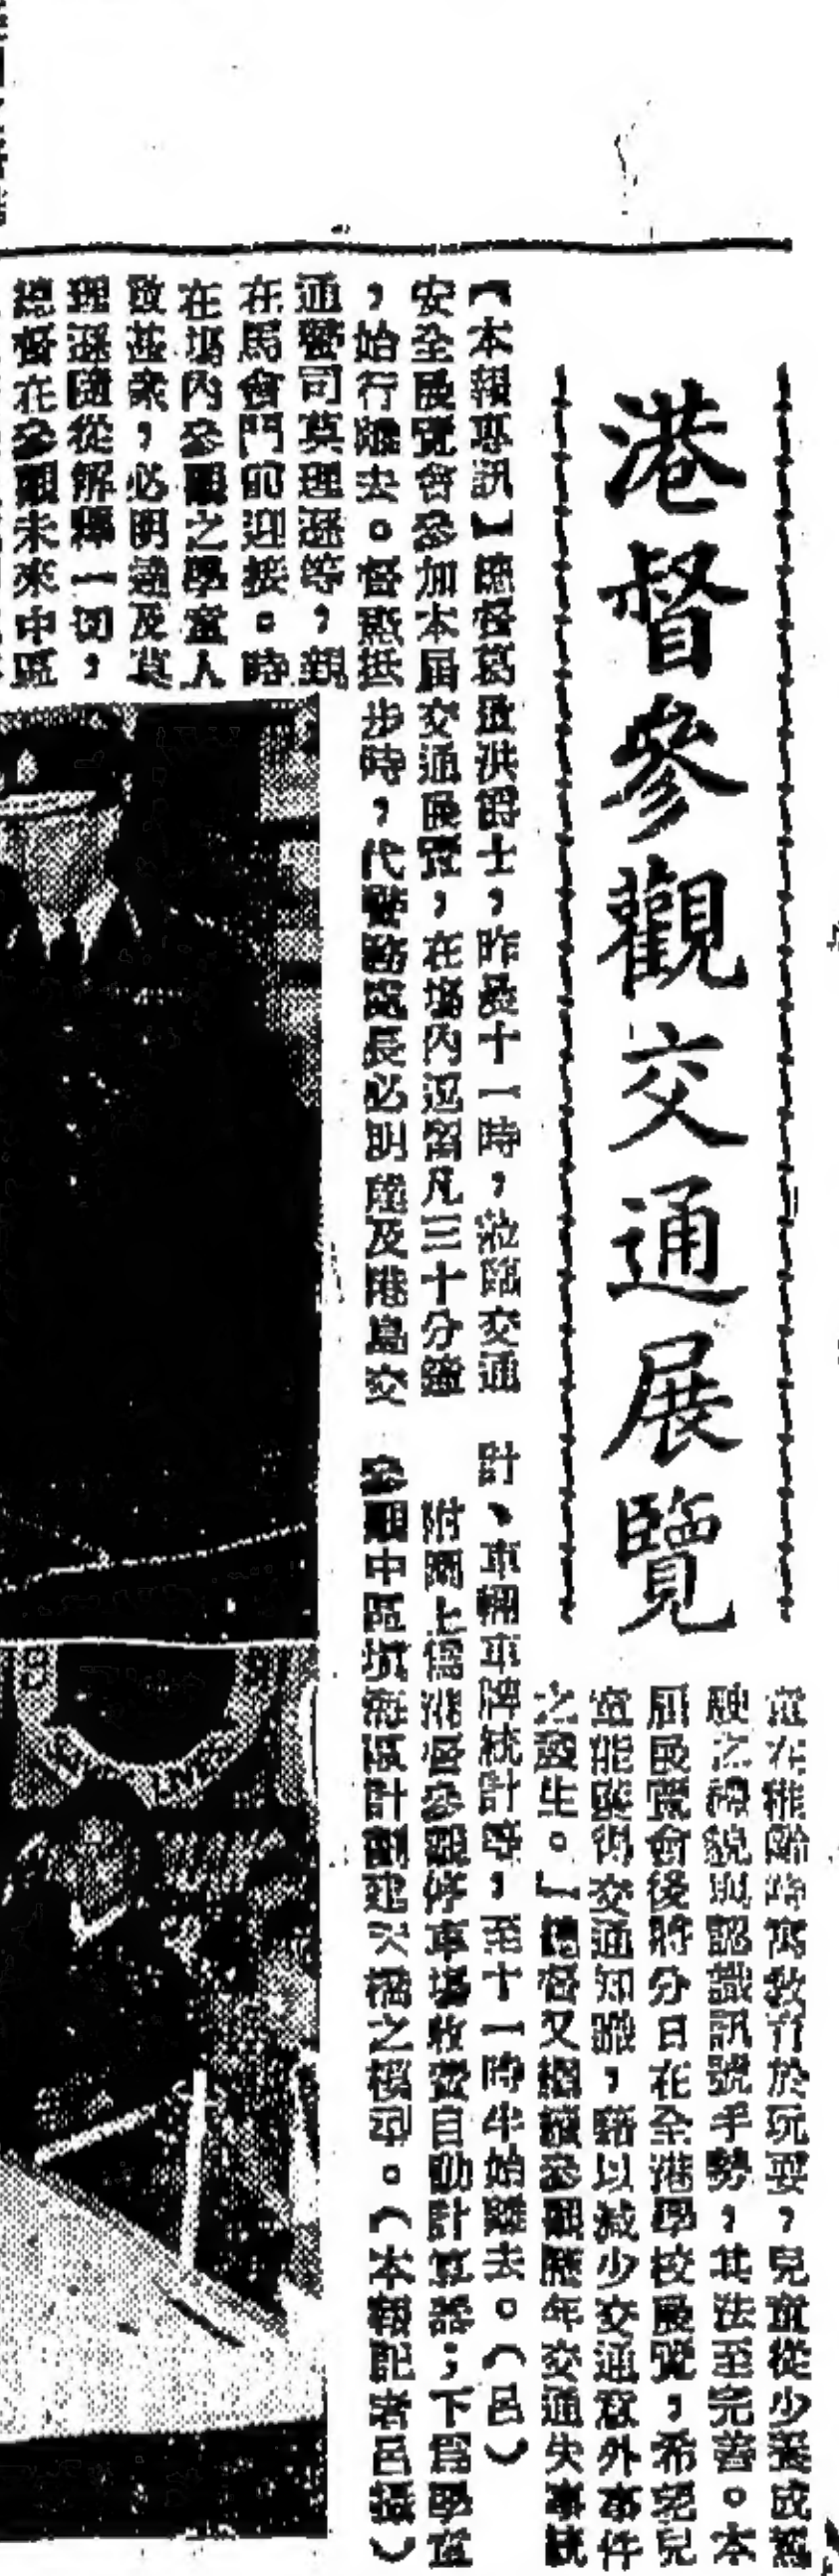 港督參觀交通展覽
【本報專訊】總督葛量洪爵士,昨晨十一時,蒞臨交通
安全展覽會參加本屆交通展覽,在場內逗留凡三十分鐘
,始行離去。督憲抵步時,代警務處長必明達及港島交
通警司莫理遜等,親
在馬會門前迎接。時
在場內參觀之學童人
數甚衆,必明達及莫
理遜隨從解釋一切,
總督在參觀未來中區
童在稚齡時寓教育於玩耍,兒童從少養成駕
駛之禮貌與認識訊號手勢,其法至完善。本
屆展覽會後將分日在全港學校展覽,希望兒
童能獲得交通知識,藉以減少交通意外事件
之發生。」總督又繼續參觀歷年交通失事統
計、車輛車牌統計等,至十一時半始離去。(呂)
附圖上爲港督參觀停車場收費自動計算器;下爲學童
參觀中區填海區計劃建天橋之模型。(本報記者呂攝)